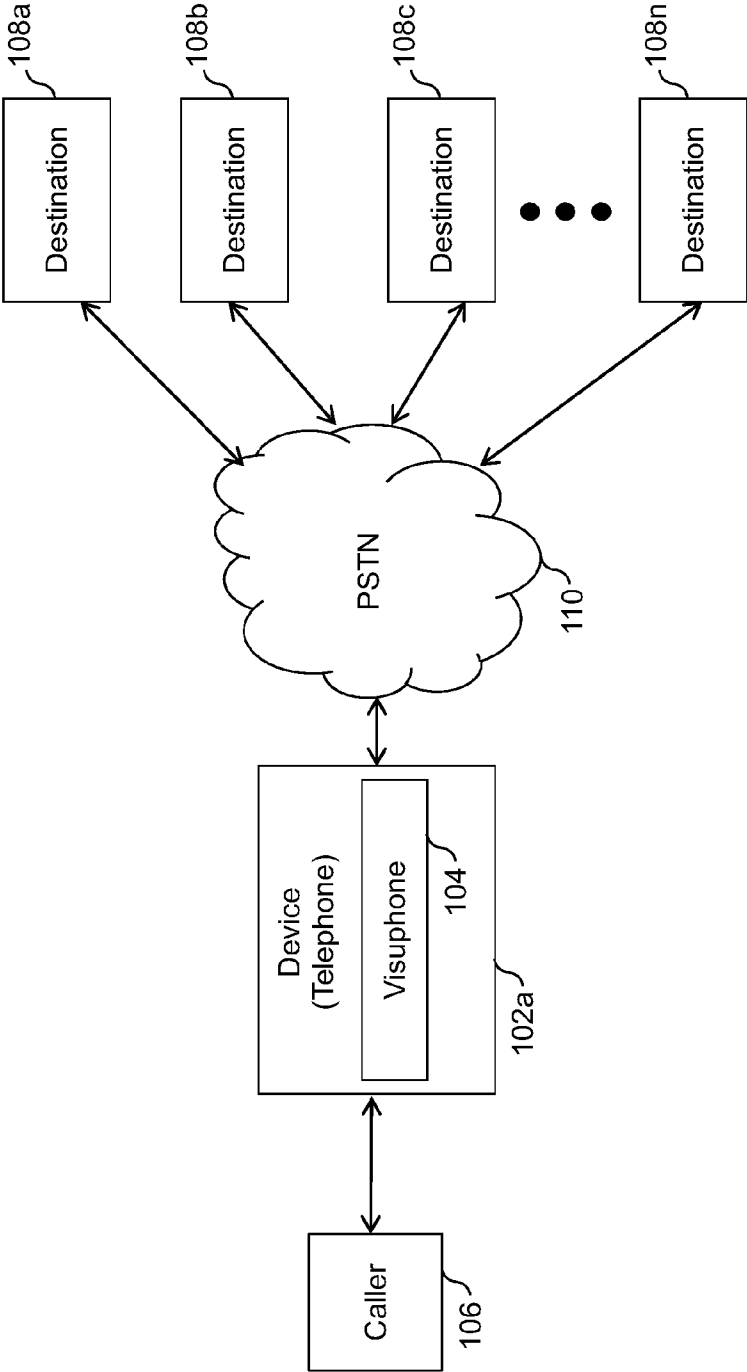 Caller
106
Device
(Telephone)
Visuphone
104
102a
PSTN
110
Destination
108a
Destination
108b
Destination
108c
Destination
108n